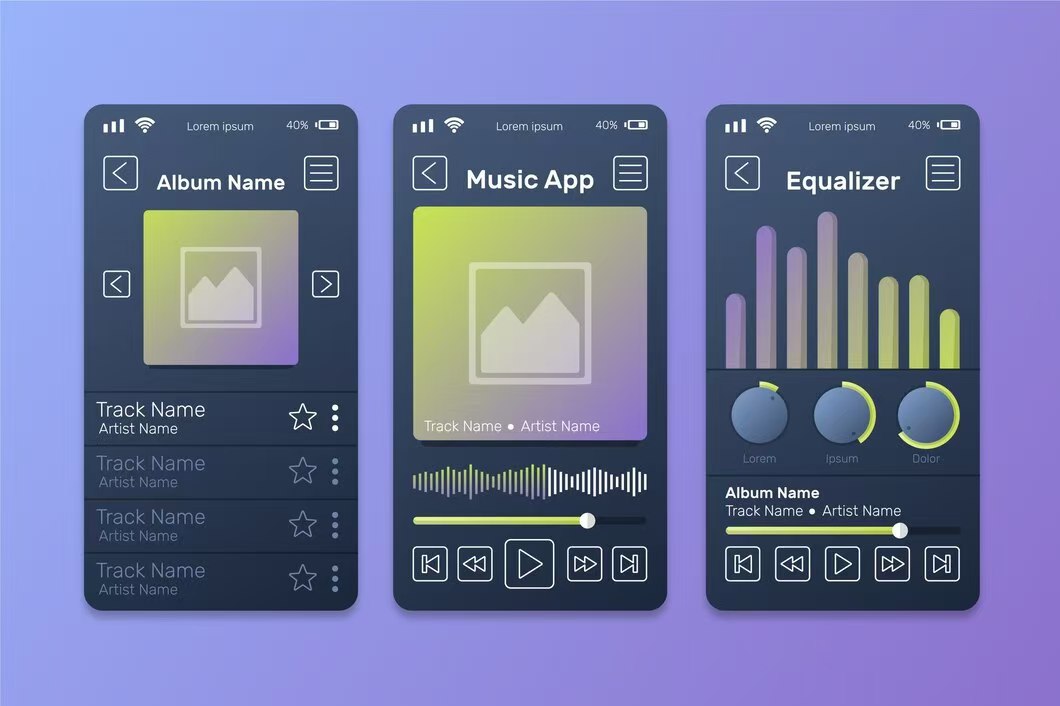 Lorem ipsum 40%
Album Name
Track Name
Artist Name
Track Name
Artist Name
Track Name
Artist Name
Track Name
Artist Name
Lorem ipsum 40%
Music App
Track Name • Artist Name
Lorem ipsum 40%
Equalizer
Lorem Ipsum Dolor
Album Name
Track Name • Artist Name